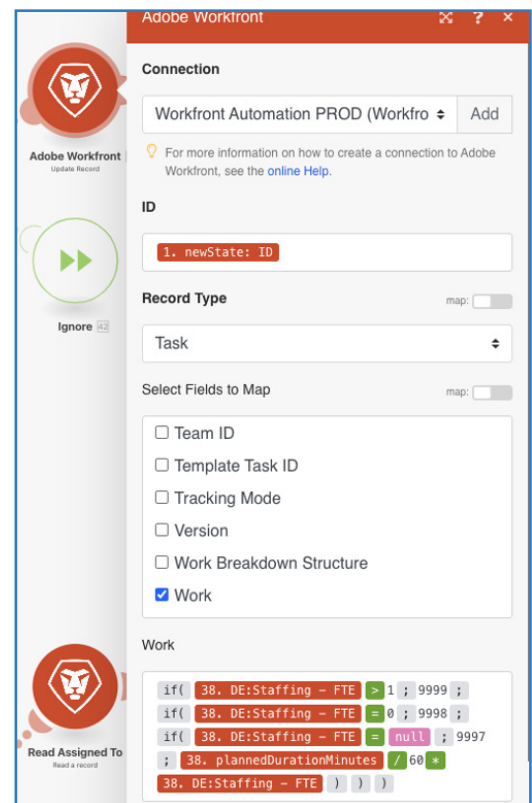 Adobe Workfront
? ×
Connection
Workfront Automation PROD (Workfro
Add
For more information on how to create a connection to Adobe
Workfront, see the online Help.
Adobe Workfront
Update Record
ID
1. newState: ID
Record Type
map:
Ignore 42
Task
Select Fields to Map
map:
Team ID
Template Task ID
Tracking Mode
Version
Work Breakdown Structure
Work
Work
if( 38. DE:Staffing – FTE > 1 ; 9999 ;
if( 38. DE:Staffing – FTE = 0 ; 9998 ;
if( 38. DE:Staffing – FTE = null ; 9997
; 38. plannedDurationMinutes / 60 *
38. DE:Staffing – FTE ) ) )
Read Assigned To
Read a record